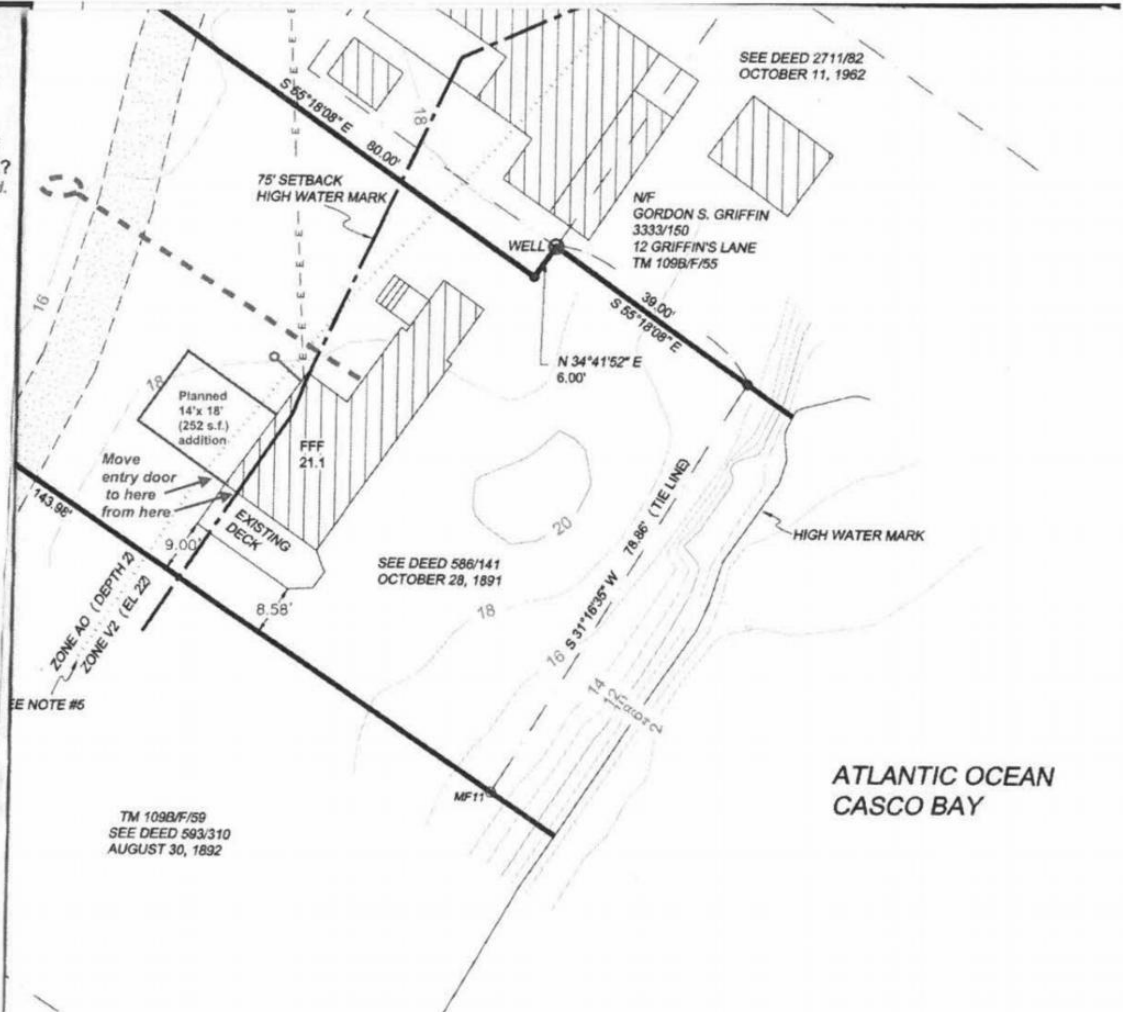 SEE DEED 2711/82
OCTOBER 11, 1962
S 55°18'08" E
80.00'
18
?
75' SETBACK
HIGH WATER MARK
E E E E E E E E
N/F
GORDON S. GRIFFIN
3333/150
12 GRIFFIN'S LANE
TM 109B/F/55
WELL
39.00'
S 55°18'08" E
16
N 34°41'52" E
6.00'
18
Planned
14'x 18'
(252 s.f.)
addition
FFF
21.1
Move
entry door
to here
from here
143.96'
EXISTING
DECK
9.00'
20
S 31°16'35" W 78.86' (TIE LINE)
HIGH WATER MARK
SEE DEED 586/141
OCTOBER 28, 1891
8.58'
18
ZONE AO (DEPTH 2)
ZONE V2 (EL 22)
16
14
12
2
EE NOTE #5
MF11
ATLANTIC OCEAN
CASCO BAY
TM 109B/F/59
SEE DEED 593/310
AUGUST 30, 1892